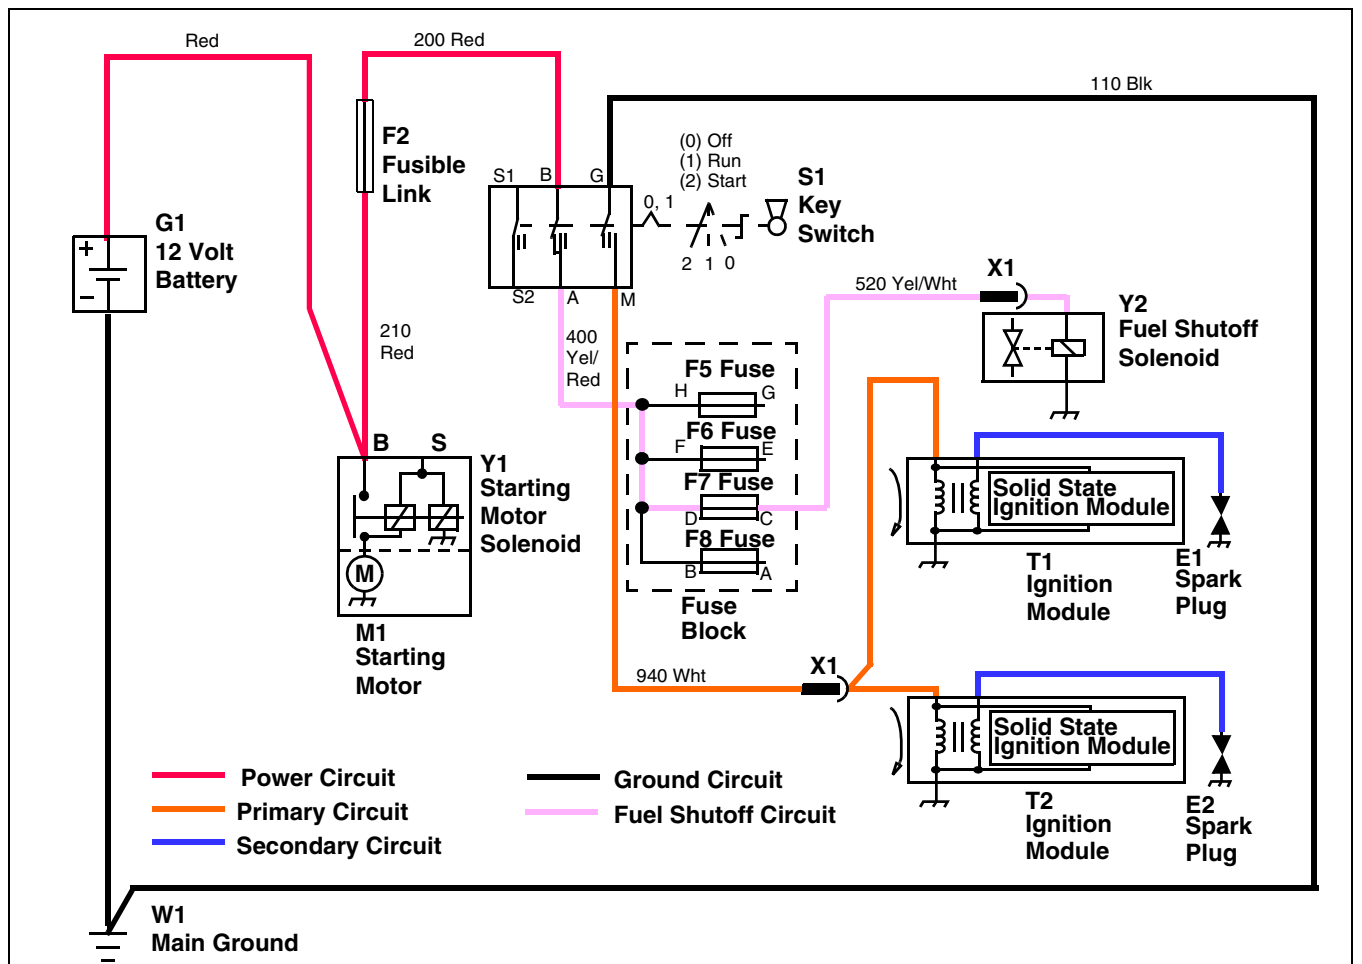 Red
200 Red
110 Blk
F2
Fusible
Link
(0) Off
(1) Run
(2) Start
S1
Key
Switch
S1
B
G
0, 1
2 1 0
G1
12 Volt
Battery
+
−
S2
A
M
X1
520 Yel/Wht
Y2
Fuel Shutoff
Solenoid
210
Red
400
Yel/
Red
F5 Fuse
H
G
F6 Fuse
F
E
F7 Fuse
D
C
F8 Fuse
B
A
Fuse
Block
B
S
Y1
Starting
Motor
Solenoid
M
M1
Starting
Motor
Solid State
Ignition Module
T1
Ignition
Module
E1
Spark
Plug
X1
940 Wht
Solid State
Ignition Module
T2
Ignition
Module
E2
Spark
Plug
Power Circuit
Primary Circuit
Secondary Circuit
Ground Circuit
Fuel Shutoff Circuit
W1
Main Ground